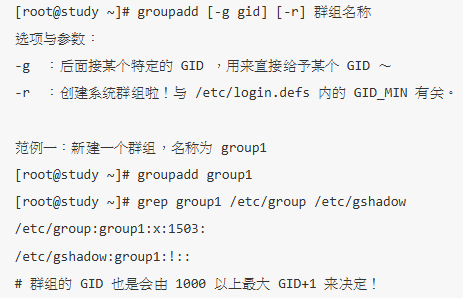 [root@study ~]# groupadd [-g gid] [-r] 群组名称
选项与参数：
-g ：后面接某个特定的 GID ，用来直接给予某个 GID ～
-r ：创建系统群组啦！与 /etc/login.defs 内的 GID_MIN 有关。
范例一：新建一个群组，名称为 group1
[root@study ~]# groupadd group1
[root@study ~]# grep group1 /etc/group /etc/gshadow
/etc/group:group1:x:1503:
/etc/gshadow:group1:!::
# 群组的 GID 也是会由 1000 以上最大 GID+1 来决定！